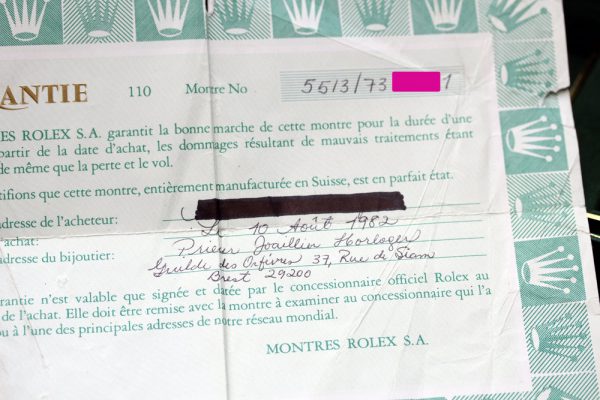 ANTIE 110 Montre No 5513/73 1
ES ROLEX S.A. garantit la bonne marche de cette montre pour la durée d'une
partir de la date d'achat, les dommages résultant de mauvais traitements étant
de même que la perte et le vol.
tifions que cette montre, entièrement manufacturée en Suisse, est en parfait état.
adresse de l'acheteur:
achat: Le 10 Août 1982
adresse du bijoutier: Prieur Joaillier Horloger
Guilde des Orfèvres 37, Rue de Siam
Brest 29200
arantie n'est valable que signée et datée par le concessionnaire officiel Rolex au
de l'achat. Elle doit être remise avec la montre à examiner au concessionnaire qui l'a
ou à l'une des principales adresses de notre réseau mondial.
MONTRES ROLEX S.A.